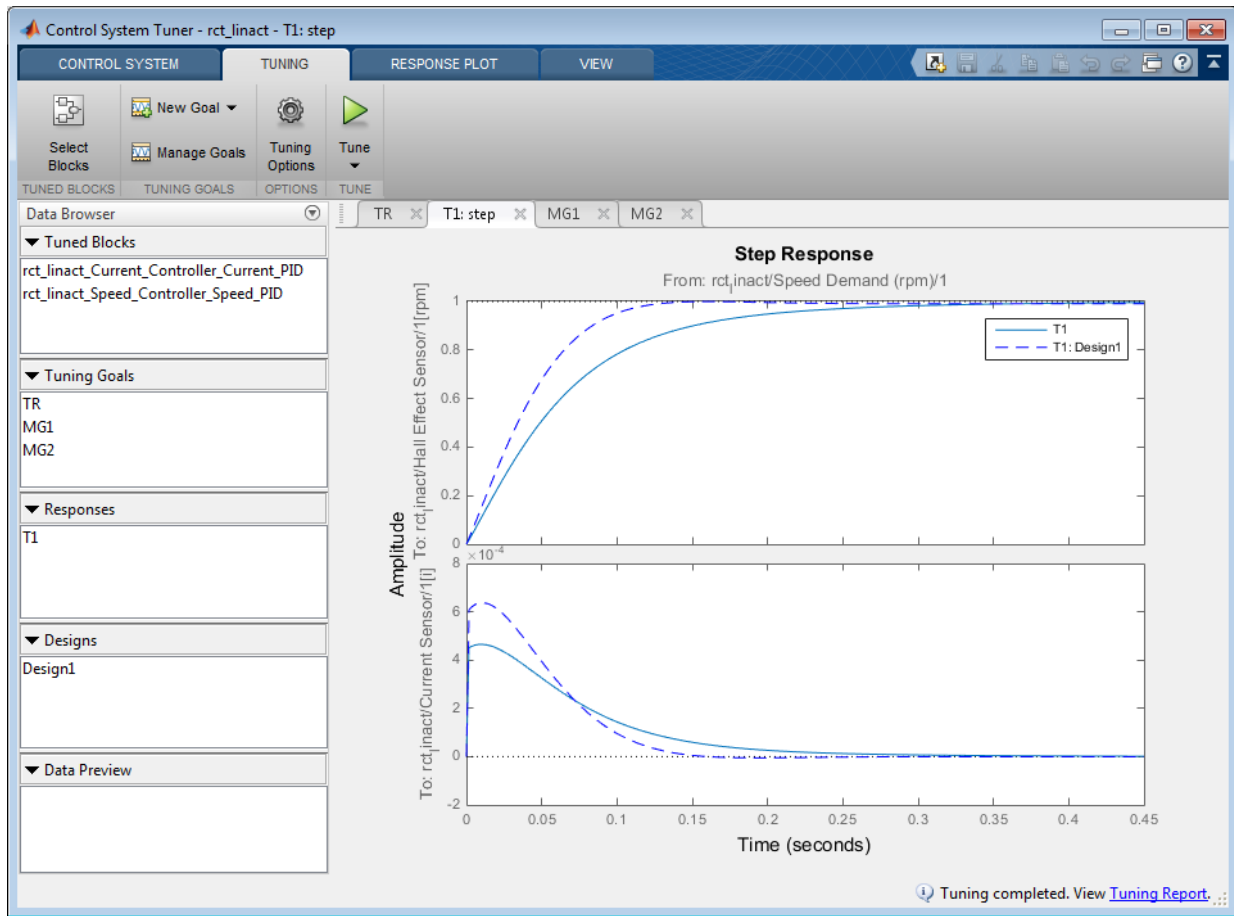 Control System Tuner - rct_linact - T1: step
CONTROL SYSTEM
TUNING
RESPONSE PLOT
VIEW
Select
Blocks
New Goal
Manage Goals
Tuning
Options
Tune
TUNED BLOCKS
TUNING GOALS
OPTIONS
TUNE
Data Browser
Tuned Blocks
rct_linact_Current_Controller_Current_PID
rct_linact_Speed_Controller_Speed_PID
Tuning Goals
TR
MG1
MG2
Responses
T1
Designs
Design1
Data Preview
TR
T1: step
MG1
MG2
Step Response
From: rct_linact/Speed Demand (rpm)/1
T1
T1: Design1
To: rct_linact/Hall Effect Sensor/1[rpm]
1
0.8
0.6
0.4
0.2
0
Amplitude
×10⁻⁴
To: rct_linact/Current Sensor/1[i]
8
6
4
2
0
-2
0
0.05
0.1
0.15
0.2
0.25
0.3
0.35
0.4
0.45
Time (seconds)
Tuning completed. View Tuning Report.